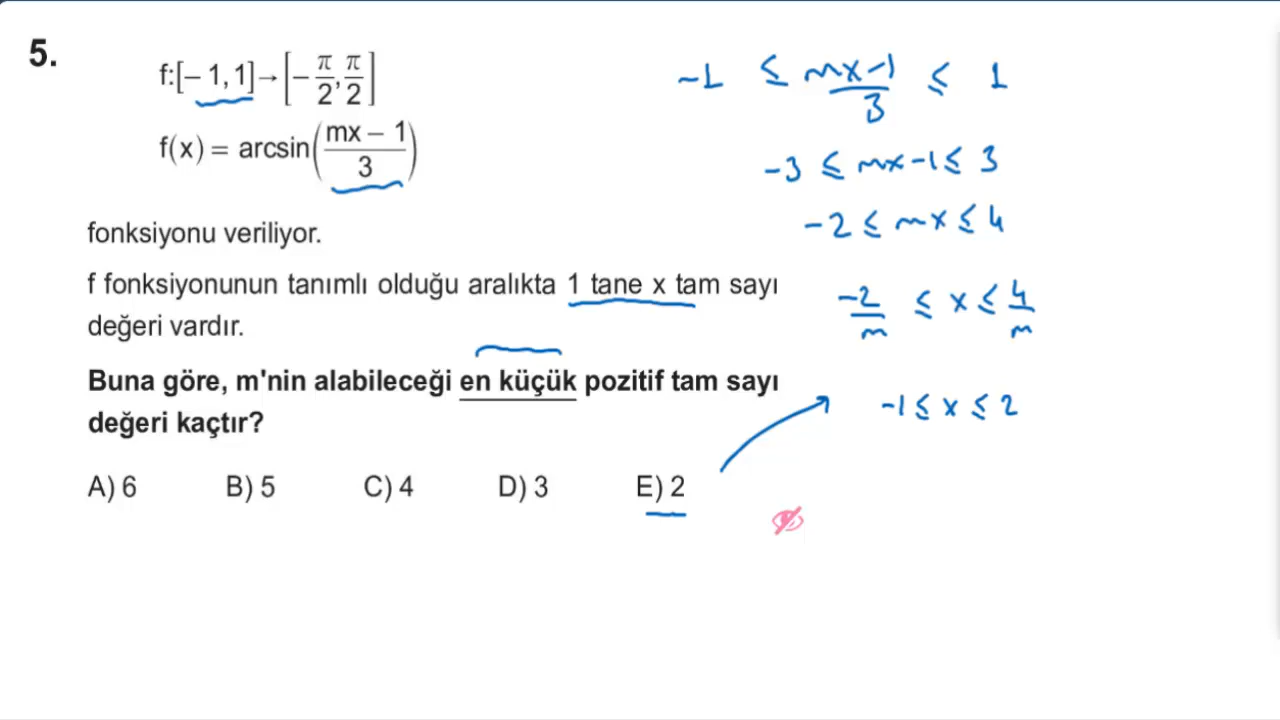 5.
f:[– 1, 1]→[–π/2, π/2]
f(x) = arcsin((mx – 1)/3)
fonksiyonu veriliyor.
f fonksiyonunun tanımlı olduğu aralıkta 1 tane x tam sayı
değeri vardır.
Buna göre, m'nin alabileceği en küçük pozitif tam sayı
değeri kaçtır?
A) 6 B) 5 C) 4 D) 3 E) 2
-1 ≤ (mx-1)/3 ≤ 1
-3 ≤ mx-1 ≤ 3
-2 ≤ mx ≤ 4
-2/m ≤ x ≤ 4/m
-1 ≤ x ≤ 2